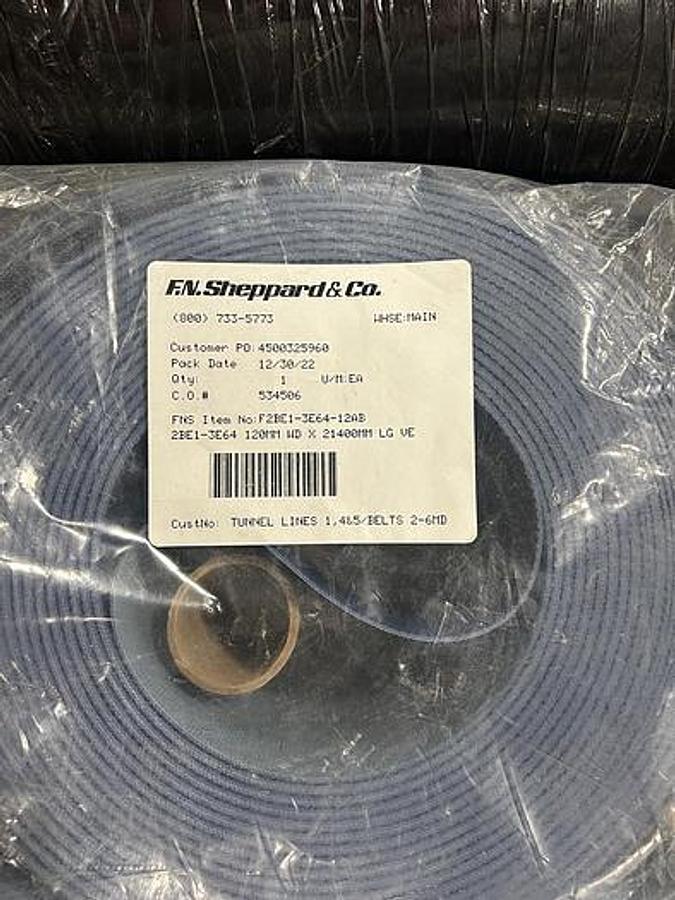 F.N. Sheppard & Co.
(800) 733-5773 WHSE:MAIN
Customer PO: 4500325960
Pack Date 12/30/22
Qty: 1 U/M:EA
C.O.# 534506
FNS Item No: F2BE1-3E64-12AB
2BE1-3E64 120MM WD X 21400MM LG VE
CustNo: TUNNEL LINES 1,4&5/BELTS 2-6MD